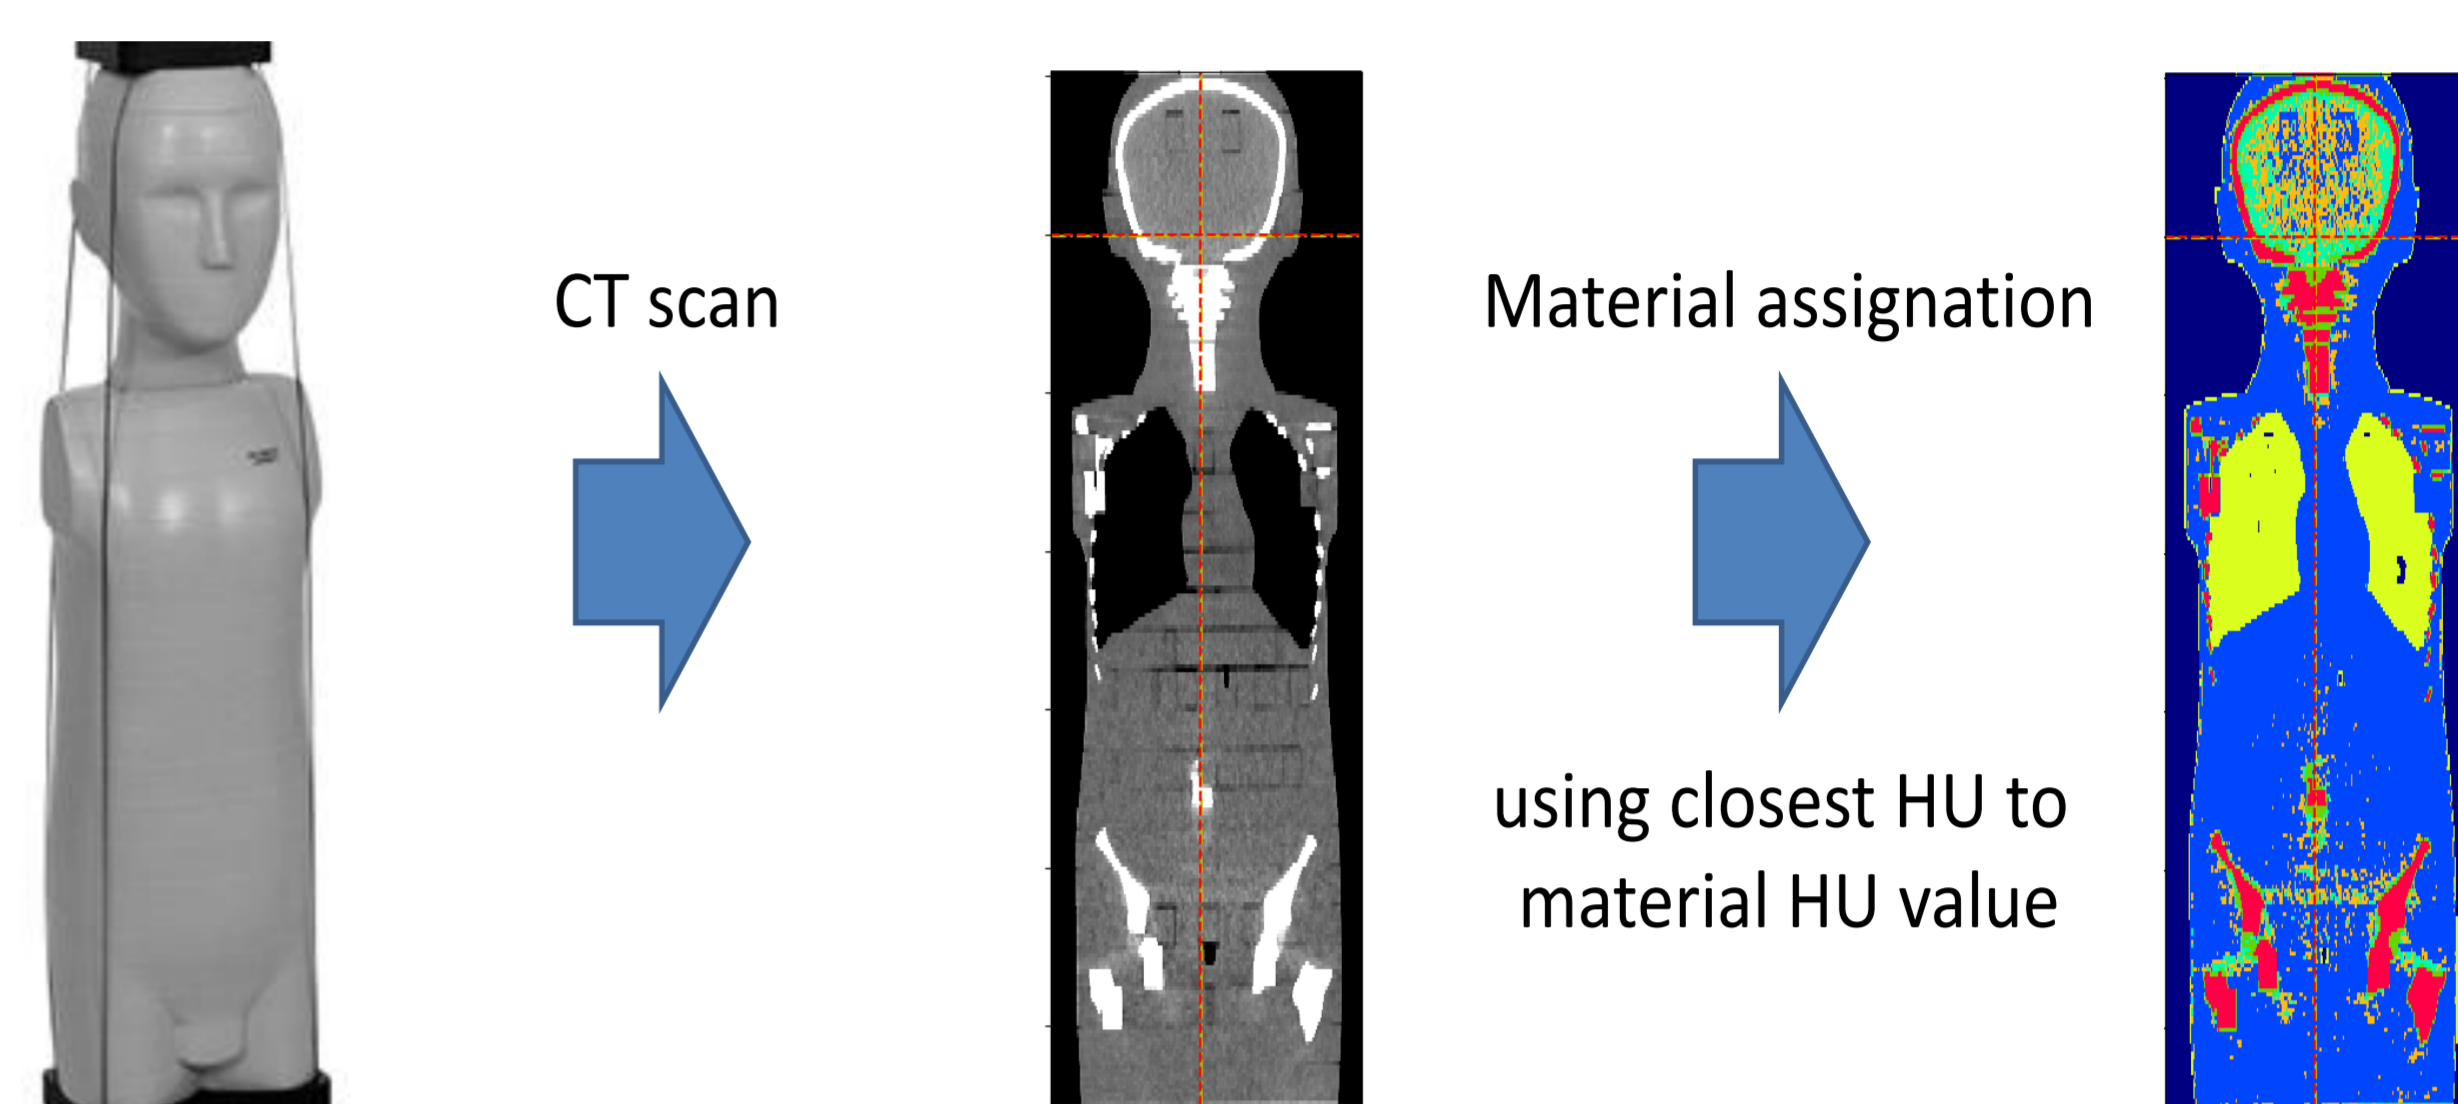 CT scan
Material assignation
using closest HU to
material HU value